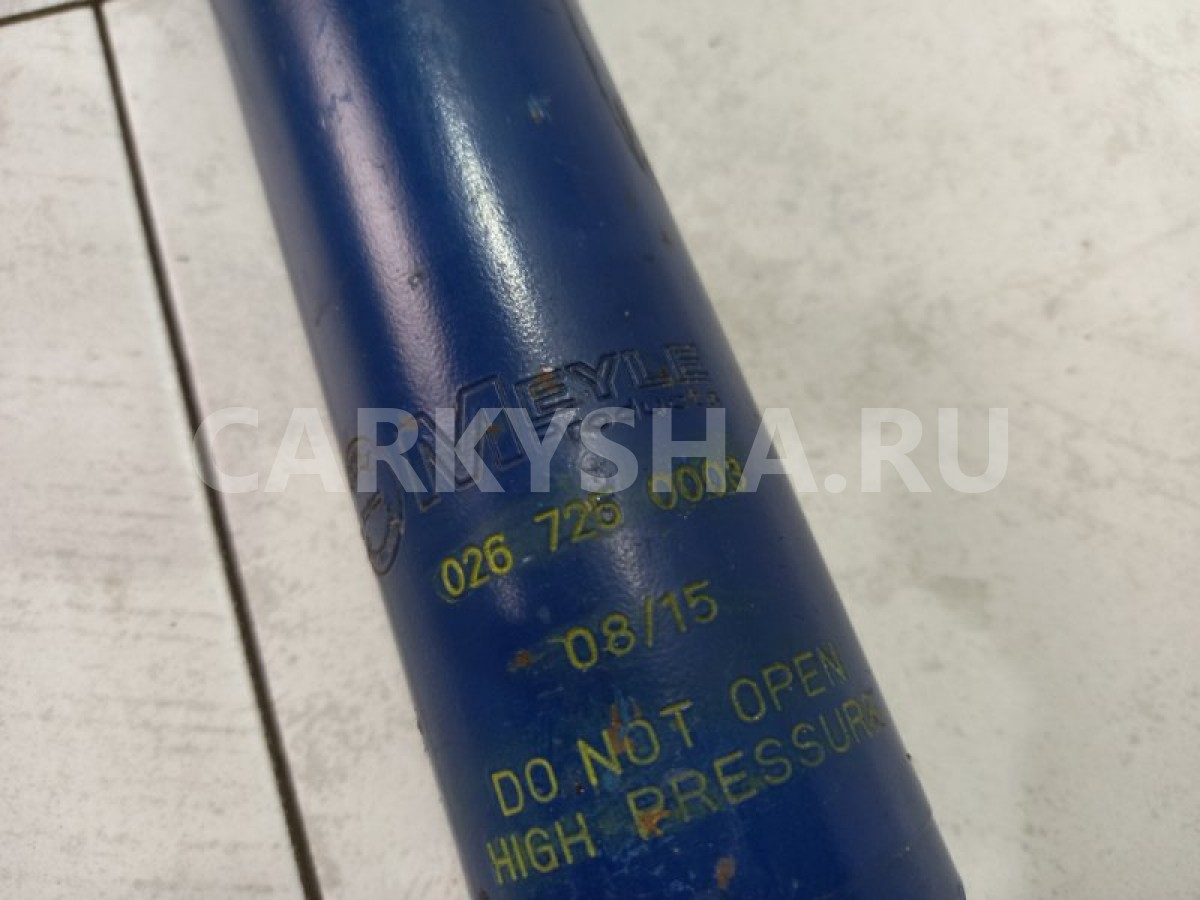 MEYLE
CARKYSHA.RU
026 725 0003
08/15
DO NOT OPEN
HIGH PRESSURE